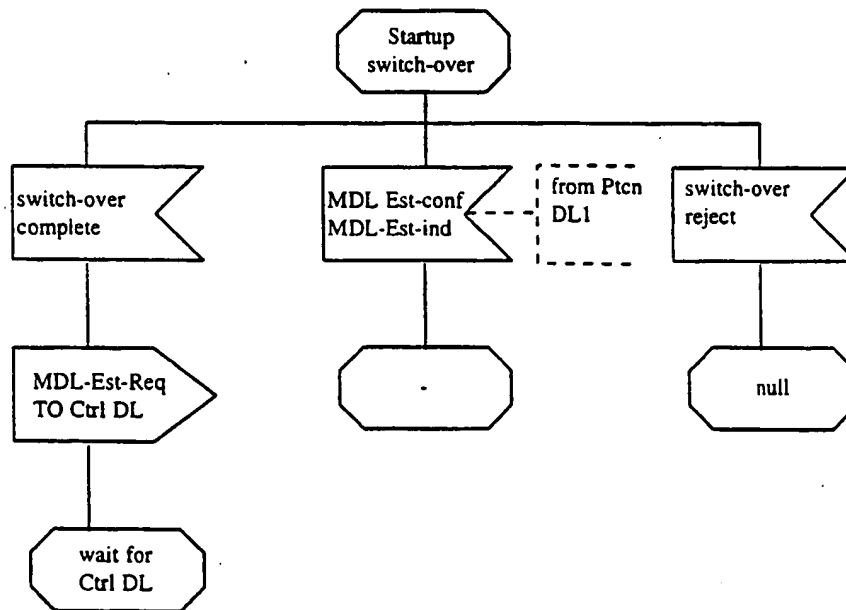 Startup
switch-over
switch-over
complete
MDL Est-conf
MDL-Est-ind
from Ptcn
DL1
switch-over
reject
MDL-Est-Req
TO Ctrl DL
-
null
wait for
Ctrl DL